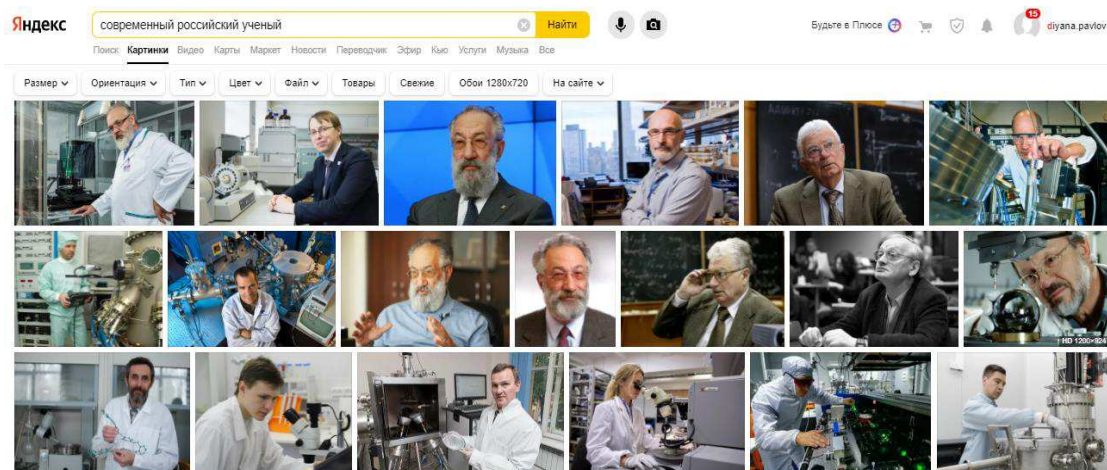 Яндекс современный российский ученый Найти Будьте в Плюсе 15 diyana.pavlov
Поиск Картинки Видео Карты Маркет Новости Переводчик Эфир Кью Услуги Музыка Все
Размер Ориентация Тип Цвет Файл Товары Свежие Обои 1280x720 На сайте
HD 1200×924